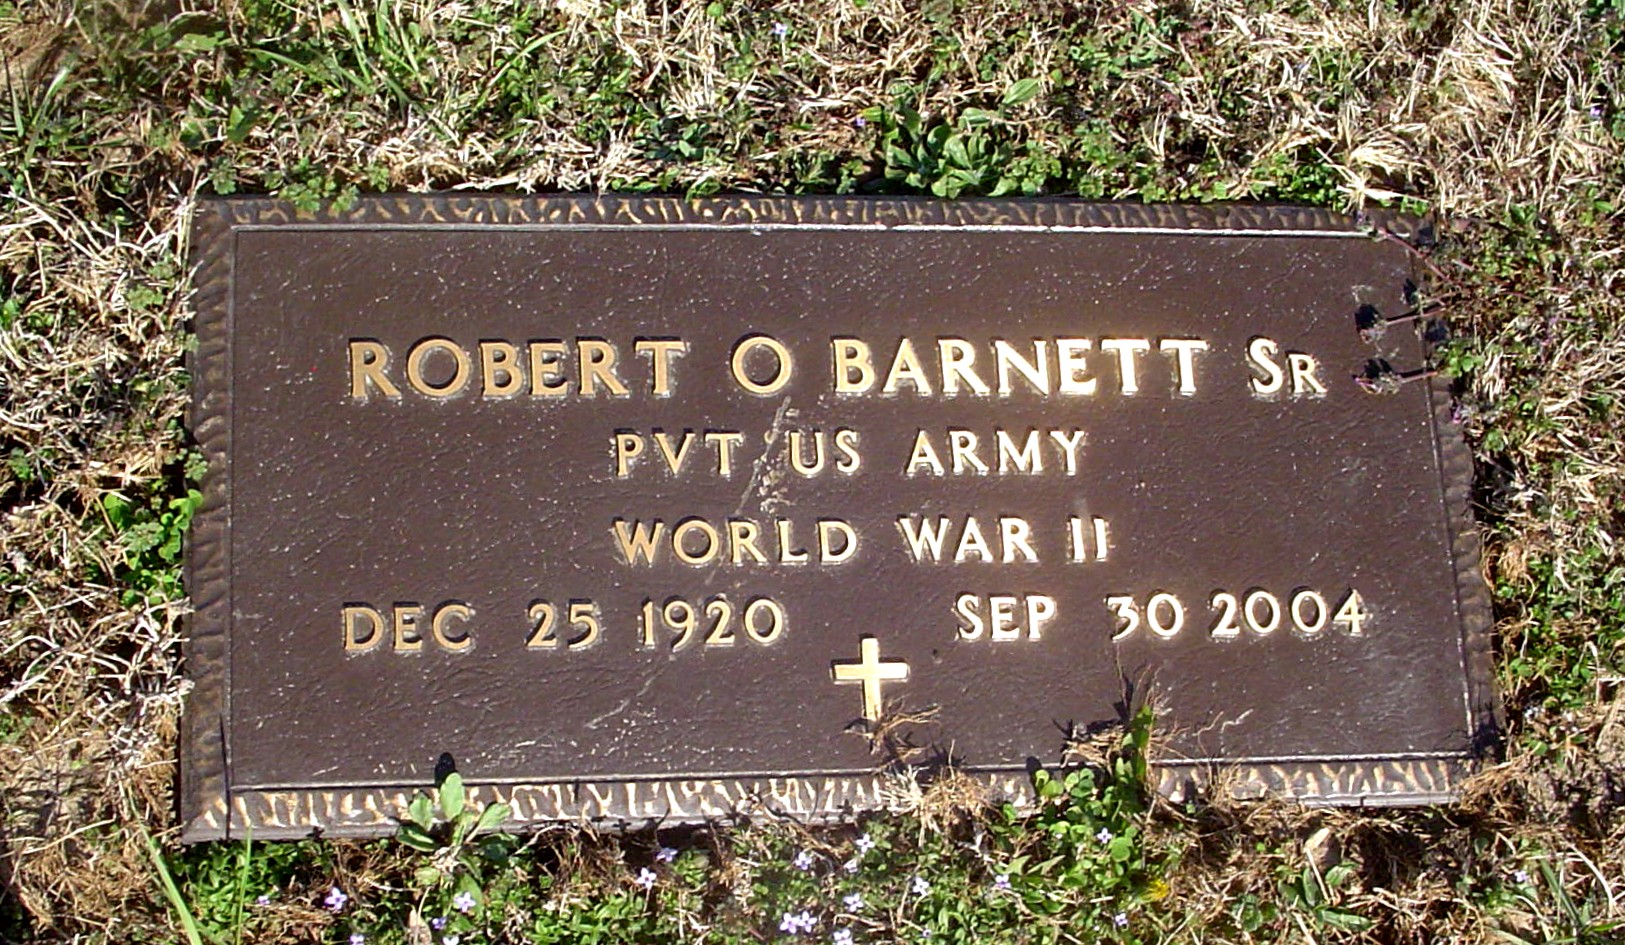 ROBERT O BARNETT SR
PVT US ARMY
WORLD WAR II
DEC 25 1920 SEP 30 2004